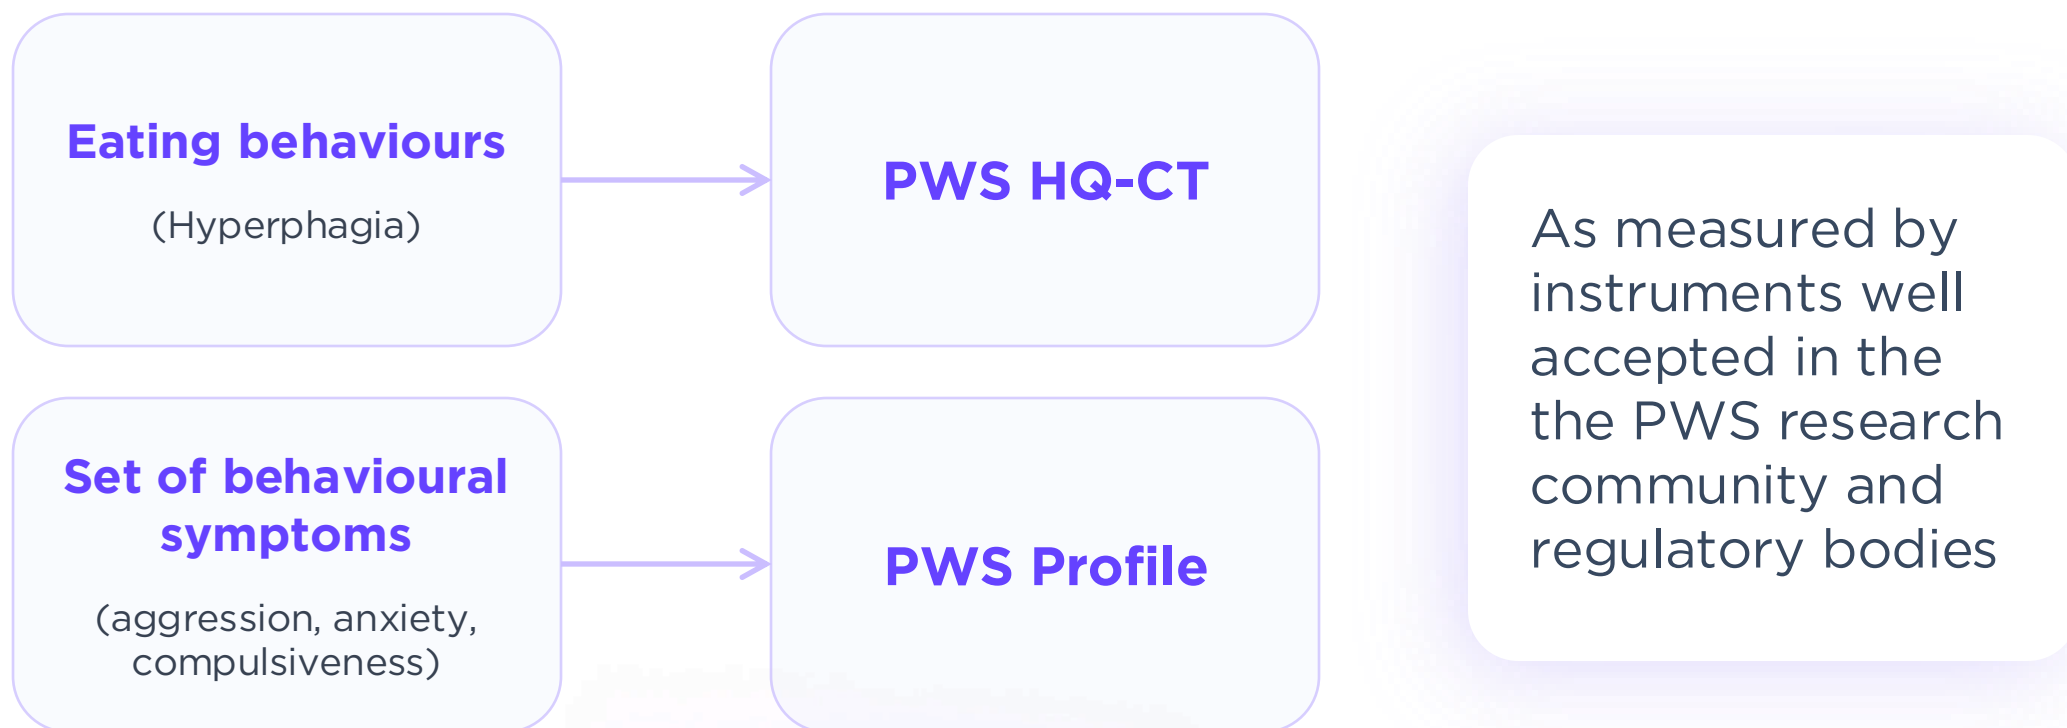 Eating behaviours
(Hyperphagia)
PWS HQ-CT
Set of behavioural
symptoms
(aggression, anxiety,
compulsiveness)
PWS Profile
As measured by
instruments well
accepted in the
the PWS research
community and
regulatory bodies